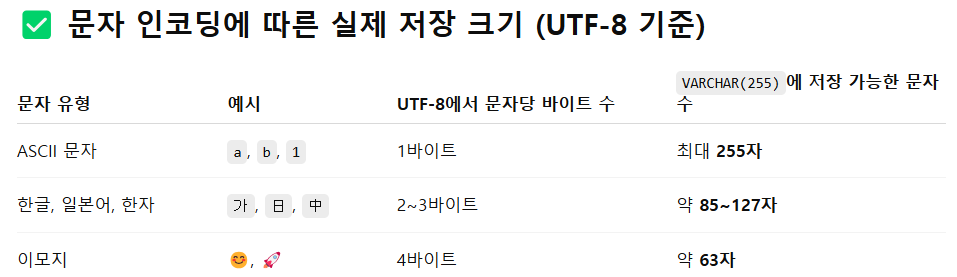 ✅ 문자 인코딩에 따른 실제 저장 크기 (UTF-8 기준)
문자 유형 예시 UTF-8에서 문자당 바이트 수 VARCHAR(255)에 저장 가능한 문자
수
ASCII 문자 a, b, 1 1바이트 최대 255자
한글, 일본어, 한자 가, 日, 中 2~3바이트 약 85~127자
이모지 😊, 🚀 4바이트 약 63자